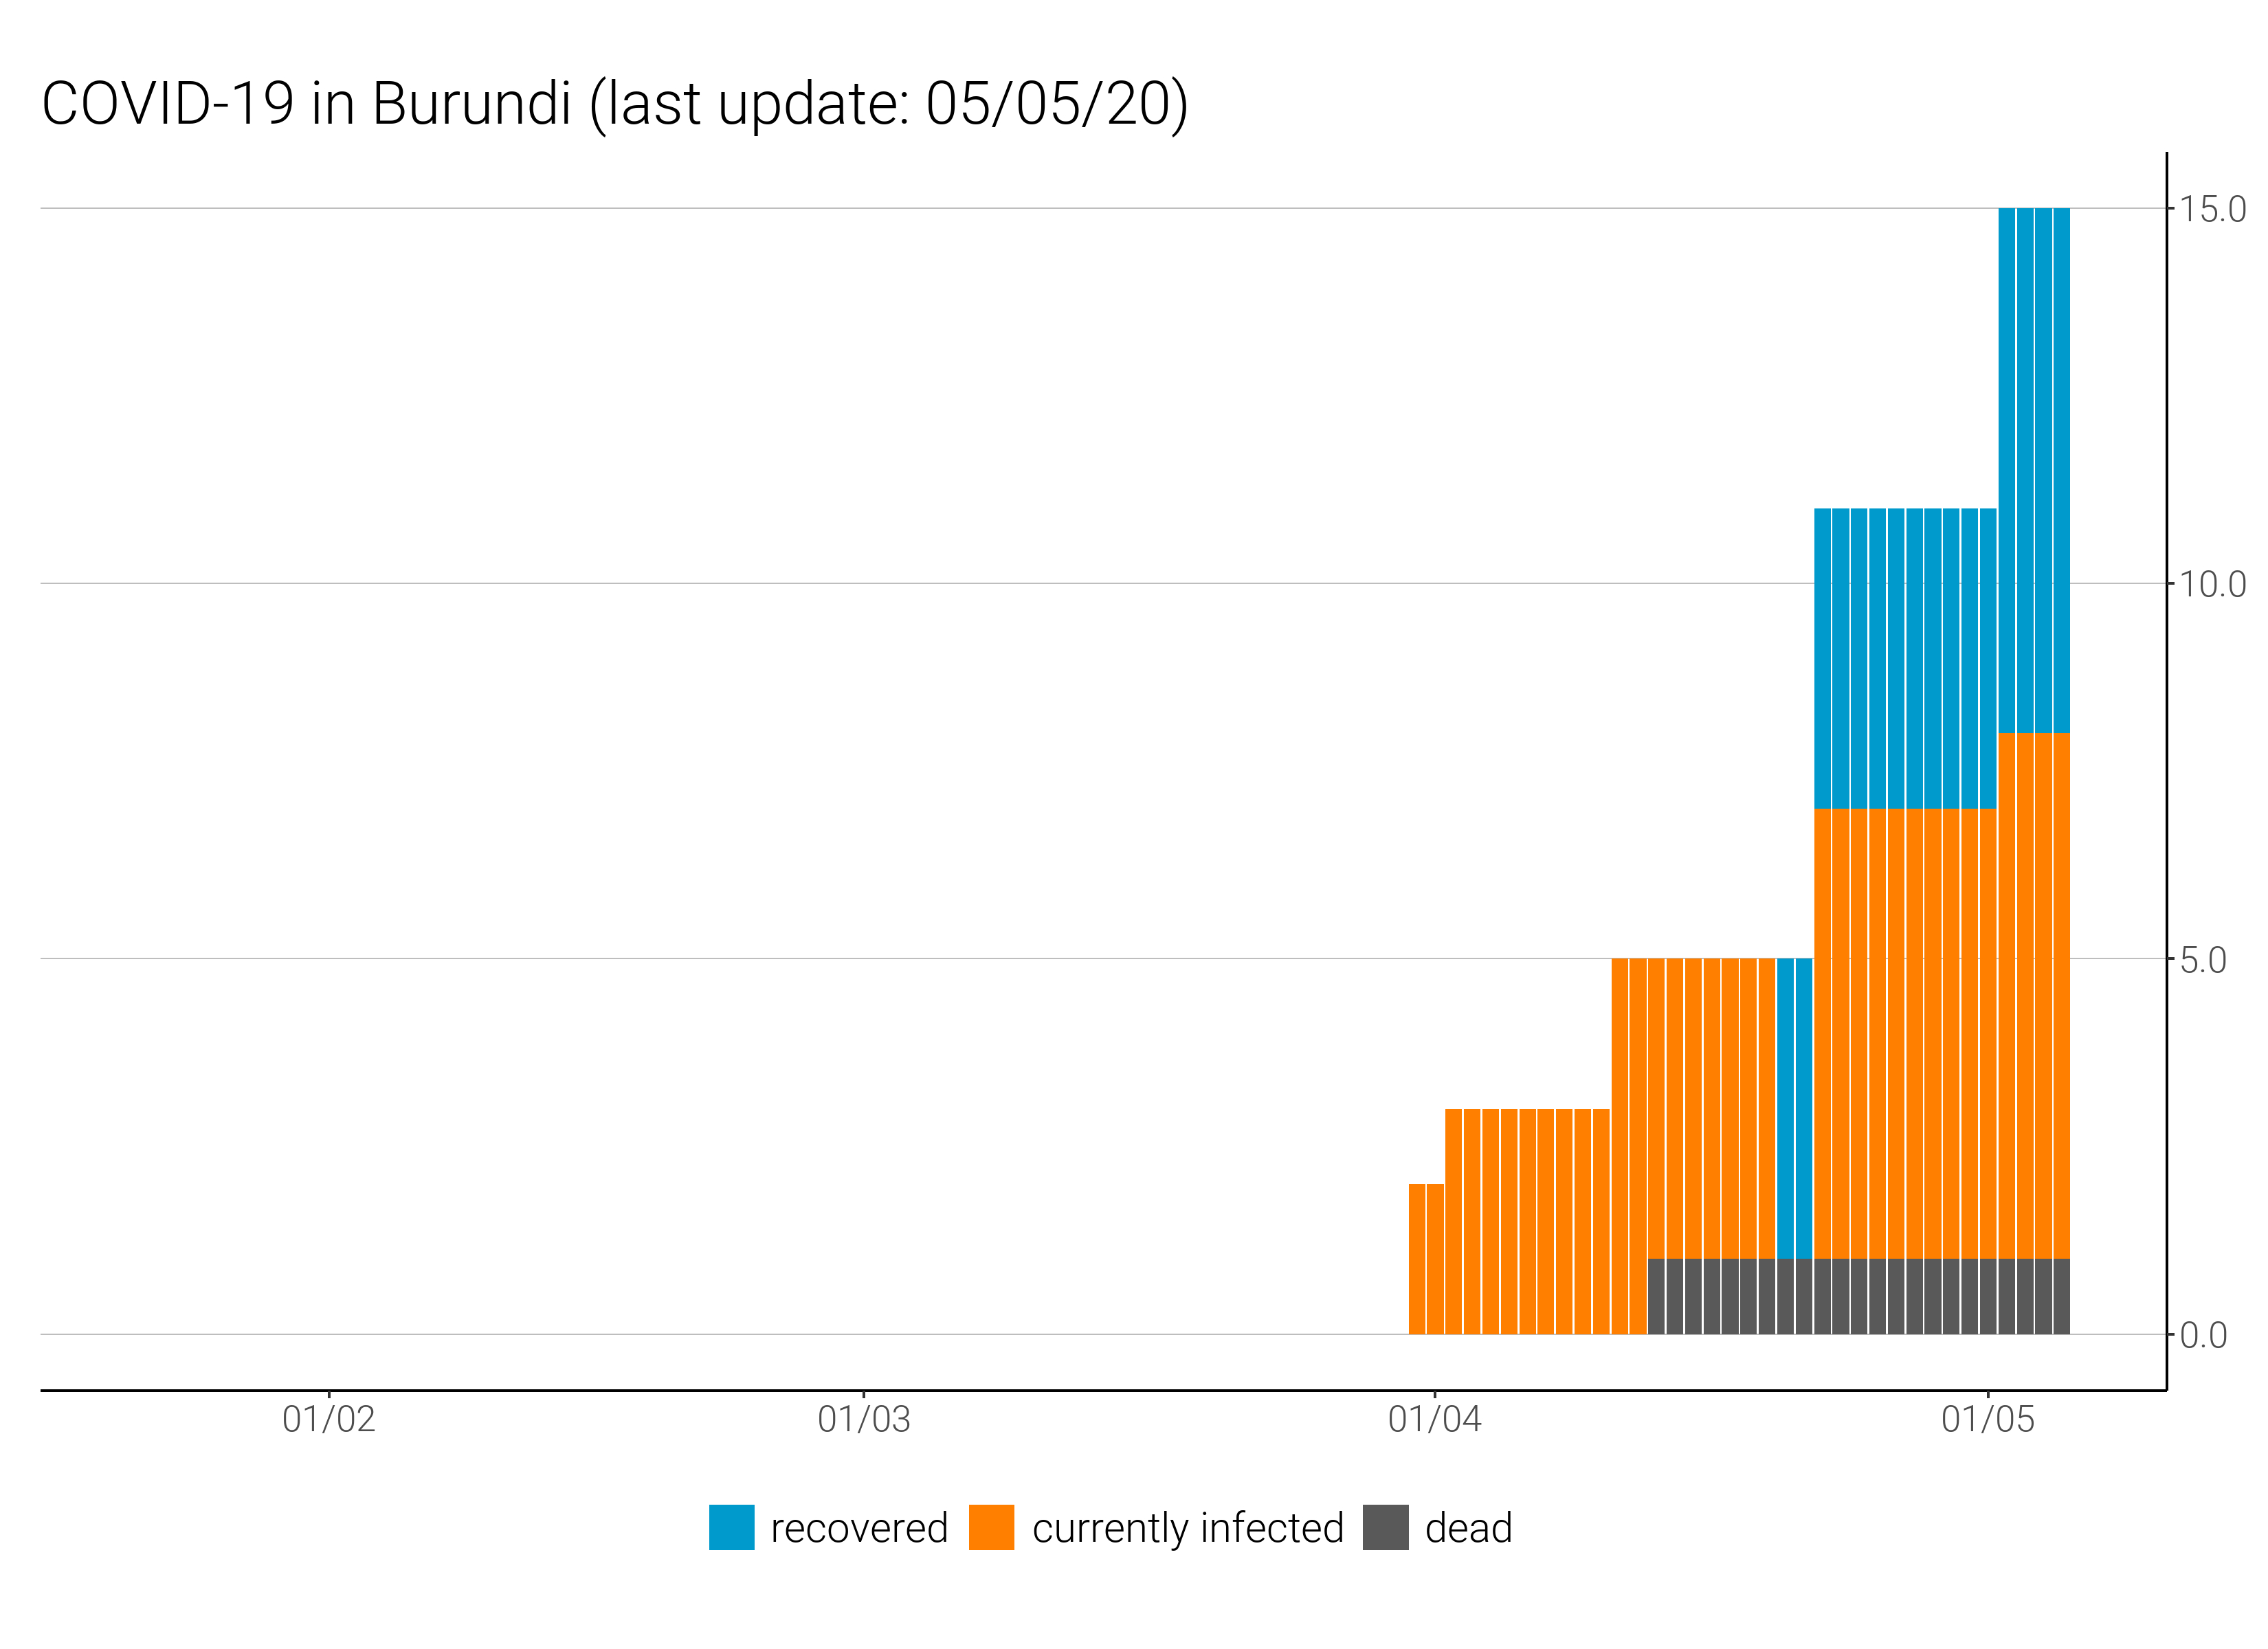 COVID-19 in Burundi (last update: 05/05/20)
15.0
10.0
5.0
0.0
01/02 01/03 01/04 01/05
recovered currently infected dead